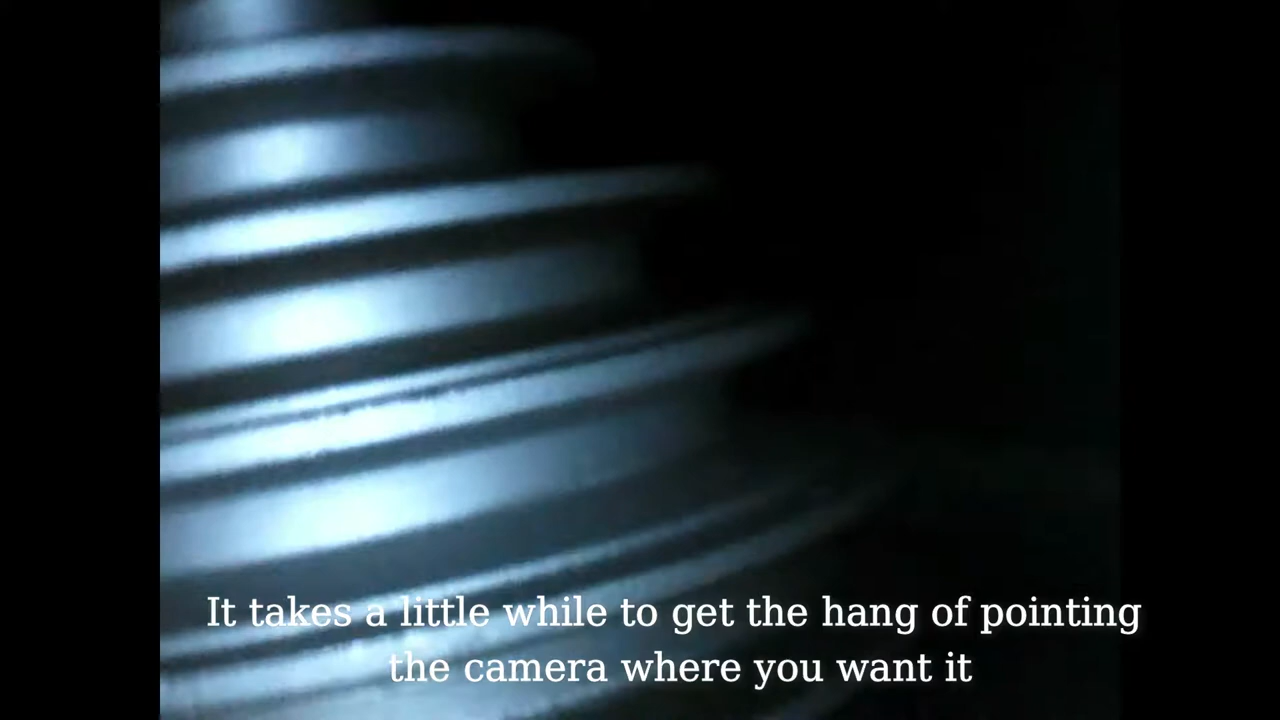 It takes a little while to get the hang of pointing
the camera where you want it